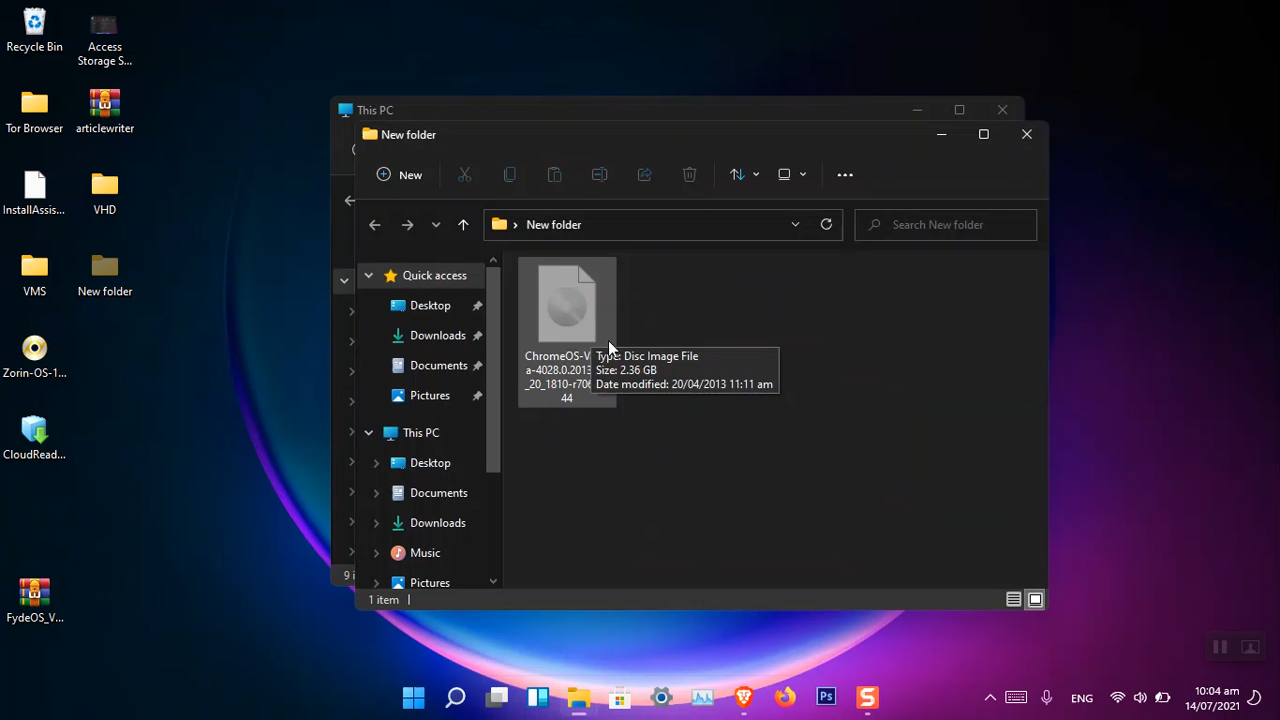 Recycle Bin
Access
Storage S...
Tor Browser
articlewriter
InstallAssis...
VHD
VMS
New folder
Zorin-OS-1...
CloudRead...
FydeOS_V...
This PC
New folder
New
New folder
Search New folder
Quick access
Desktop
Downloads
Documents
Pictures
This PC
Desktop
Documents
Downloads
Music
Pictures
ChromeOS-V
a-4028.0.2013
_20_1810-r706
44
Type: Disc Image File
Size: 2.36 GB
Date modified: 20/04/2013 11:11 am
9 i
1 item
Ps
S
ENG
10:04 am
14/07/2021